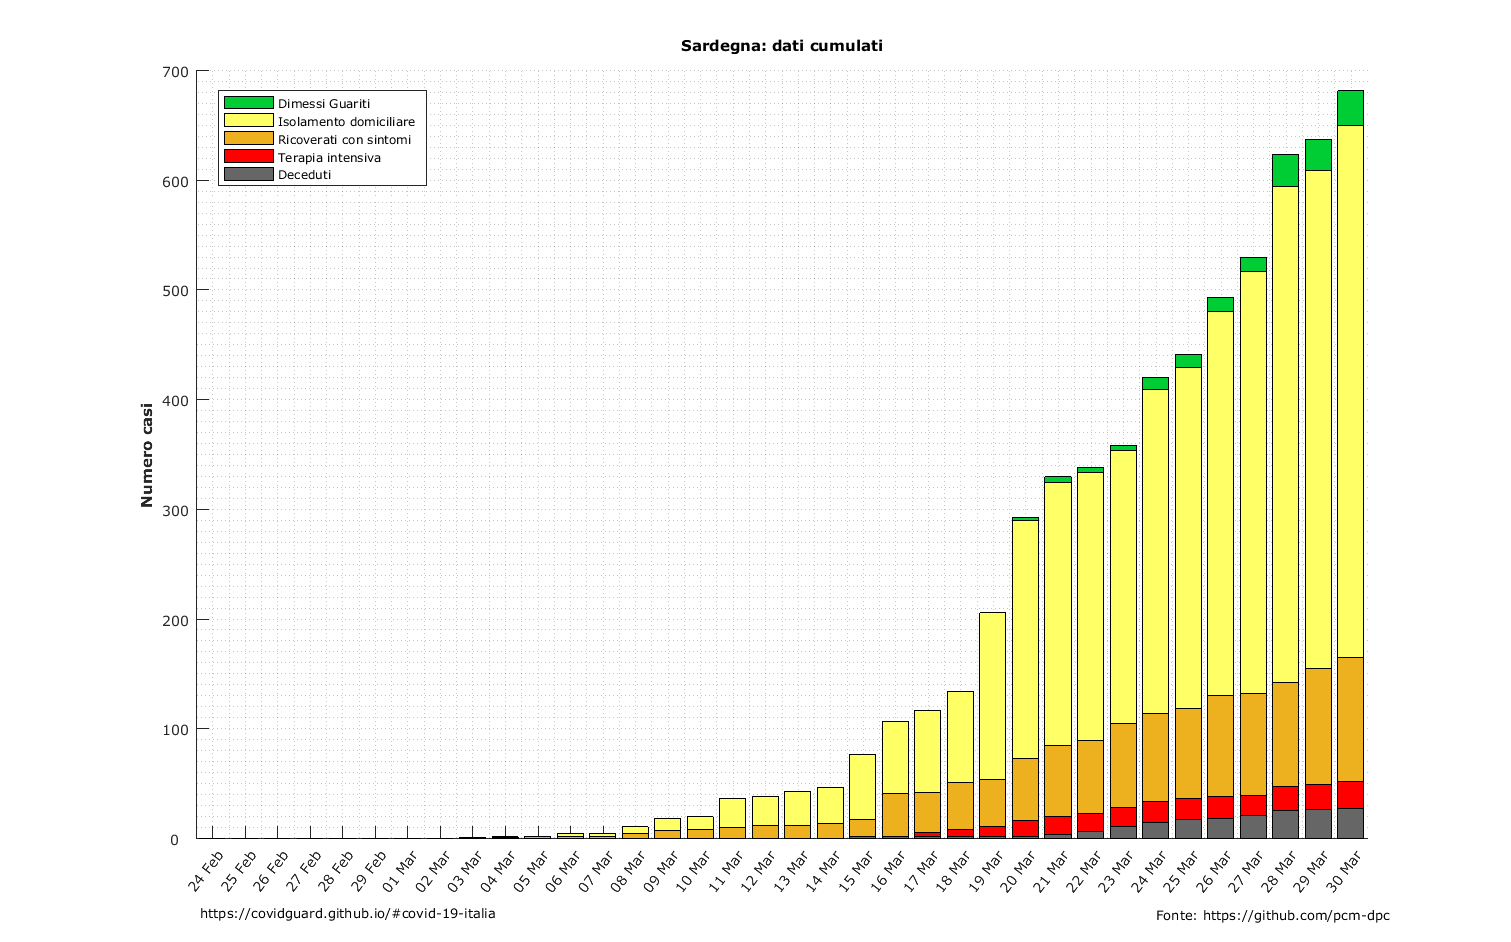 Sardegna: dati cumulati
700
600
500
400
300
200
100
0
Numero casi
Dimessi Guariti
Isolamento domiciliare
Ricoverati con sintomi
Terapia intensiva
Deceduti
24 Feb
25 Feb
26 Feb
27 Feb
28 Feb
29 Feb
01 Mar
02 Mar
03 Mar
04 Mar
05 Mar
06 Mar
07 Mar
08 Mar
09 Mar
10 Mar
11 Mar
12 Mar
13 Mar
14 Mar
15 Mar
16 Mar
17 Mar
18 Mar
19 Mar
20 Mar
21 Mar
22 Mar
23 Mar
24 Mar
25 Mar
26 Mar
27 Mar
28 Mar
29 Mar
30 Mar
https://covidguard.github.io/#covid-19-italia
Fonte: https://github.com/pcm-dpc